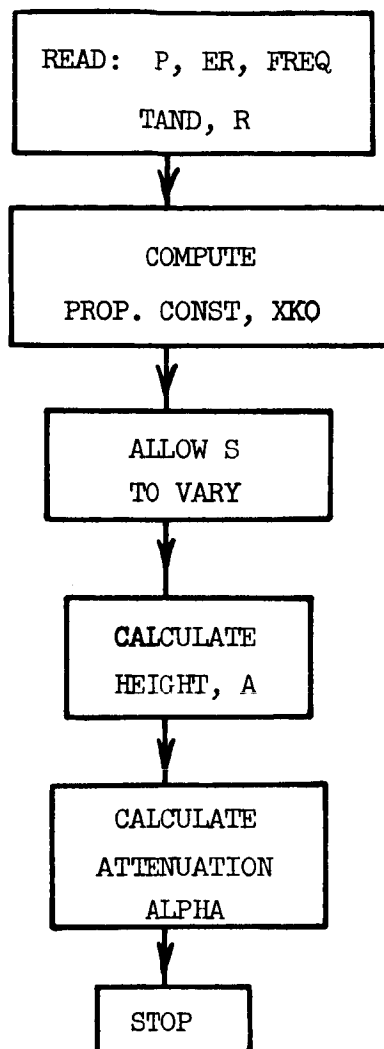 READ: P, ER, FREQ
TAND, R
COMPUTE
PROP. CONST, XKO
ALLOW S
TO VARY
CALCULATE
HEIGHT, A
CALCULATE
ATTENUATION
ALPHA
STOP